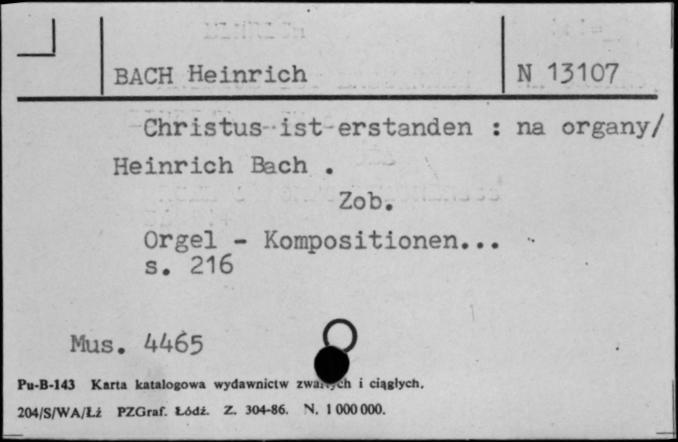 BACH Heinrich
N 13107
Christus ist erstanden : na organy/
Heinrich Bach .
Zob.
Orgel - Kompositionen...
s. 216
Mus. 4465
Pu-B-143 Karta katalogowa wydawnictw zwartych i ciągłych.
204/S/WA/Łż PZGraf. Łódź. Z. 304-86. N. 1 000 000.